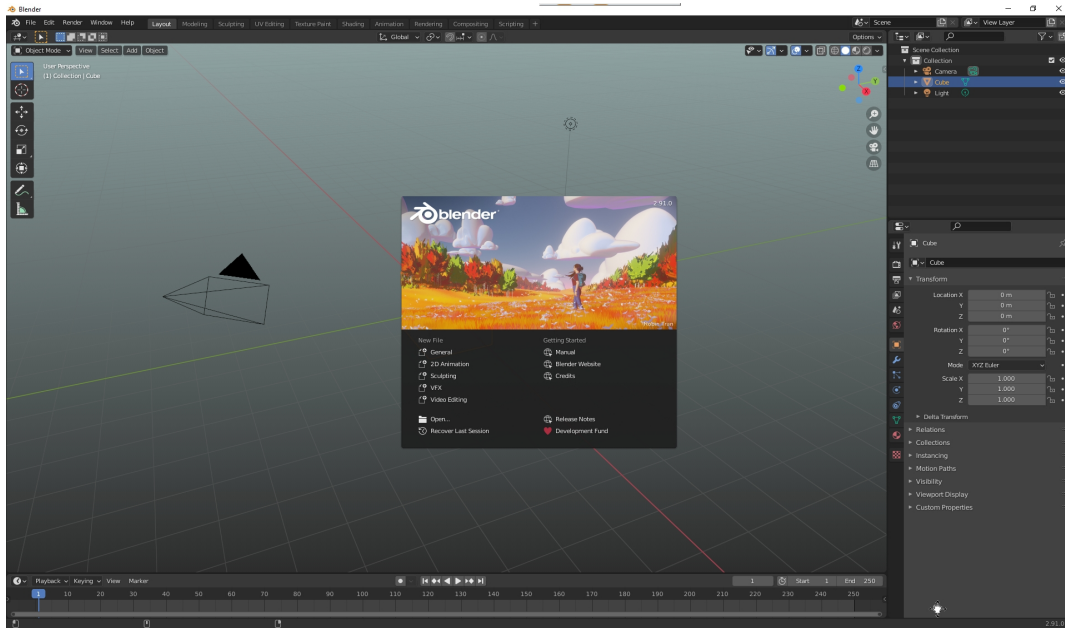 Blender
File Edit Render Window Help Layout Modeling Sculpting UV Editing Texture Paint Shading Animation Rendering Compositing Scripting + Scene View Layer
Global Options
Object Mode View Select Add Object
User Perspective
(1) Collection | Cube
X
Y
Z
Scene Collection
Collection
Camera
Cube
Light
blender
2.91.0
New File
General
2D Animation
Sculpting
VFX
Video Editing
Open...
Recover Last Session
Getting Started
Manual
Blender Website
Credits
Release Notes
Development Fund
Cube
Cube
Transform
Location X 0 m
Y 0 m
Z 0 m
Rotation X 0°
Y 0°
Z 0°
Mode XYZ Euler
Scale X 1.000
Y 1.000
Z 1.000
Delta Transform
Relations
Collections
Instancing
Motion Paths
Visibility
Viewport Display
Custom Properties
Playback Keying View Marker 1 Start 1 End 250
1 10 20 30 40 50 60 70 80 90 100 110 120 130 140 150 160 170 180 190 200 210 220 230 240 250
2.91.0